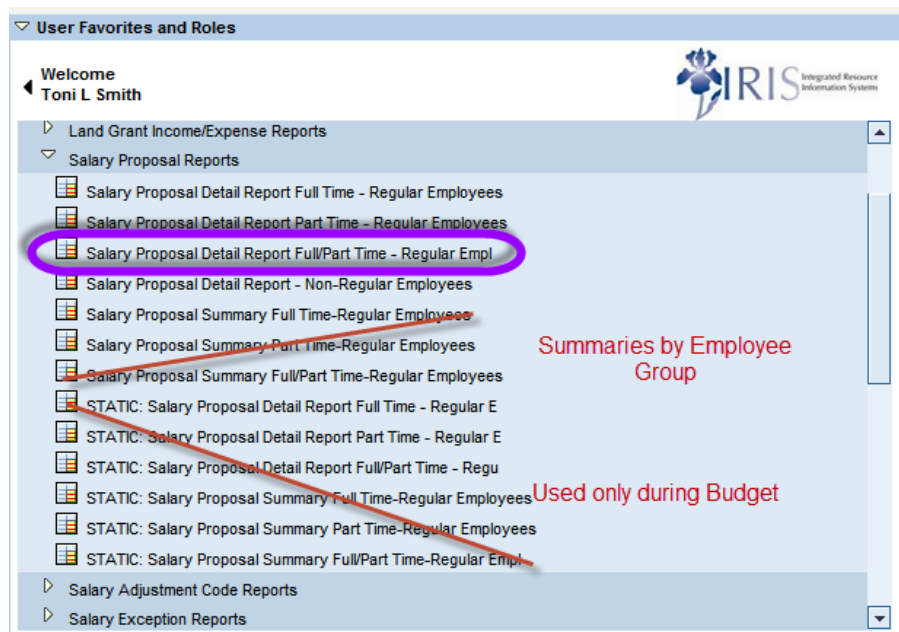 User Favorites and Roles
Welcome
Toni L Smith
IRIS Integrated Resource
Information Systems
Land Grant Income/Expense Reports
Salary Proposal Reports
Salary Proposal Detail Report Full Time - Regular Employees
Salary Proposal Detail Report Part Time - Regular Employees
Salary Proposal Detail Report Full/Part Time - Regular Empl
Salary Proposal Detail Report - Non-Regular Employees
Salary Proposal Summary Full Time-Regular Employees
Salary Proposal Summary Part Time-Regular Employees
Salary Proposal Summary Full/Part Time-Regular Employees
Summaries by Employee
Group
STATIC: Salary Proposal Detail Report Full Time - Regular E
STATIC: Salary Proposal Detail Report Part Time - Regular E
STATIC: Salary Proposal Detail Report Full/Part Time - Regu
STATIC: Salary Proposal Summary Full Time-Regular Employees
Used only during Budget
STATIC: Salary Proposal Summary Part Time-Regular Employees
STATIC: Salary Proposal Summary Full/Part Time-Regular Empl
Salary Adjustment Code Reports
Salary Exception Reports